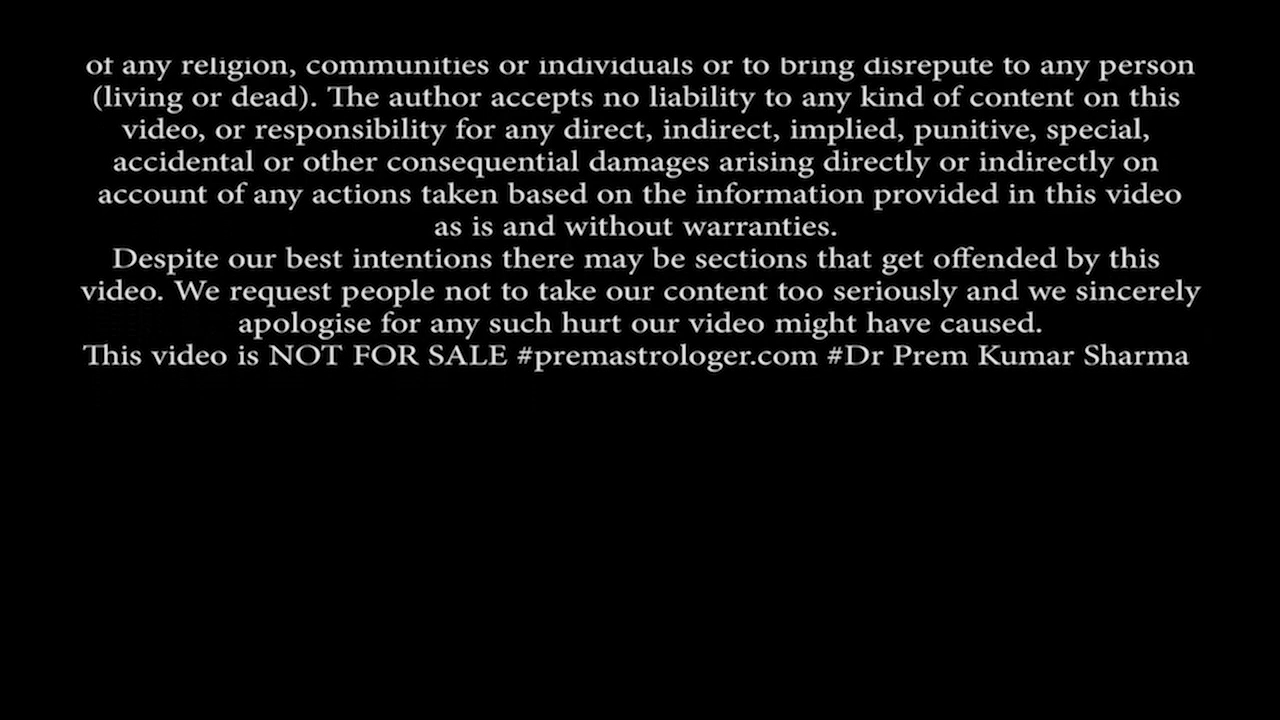 of any religion, communities or individuals or to bring disrepute to any person
(living or dead). The author accepts no liability to any kind of content on this
video, or responsibility for any direct, indirect, implied, punitive, special,
accidental or other consequential damages arising directly or indirectly on
account of any actions taken based on the information provided in this video
as is and without warranties.
Despite our best intentions there may be sections that get offended by this
video. We request people not to take our content too seriously and we sincerely
apologise for any such hurt our video might have caused.
This video is NOT FOR SALE #premastrologer.com #Dr Prem Kumar Sharma